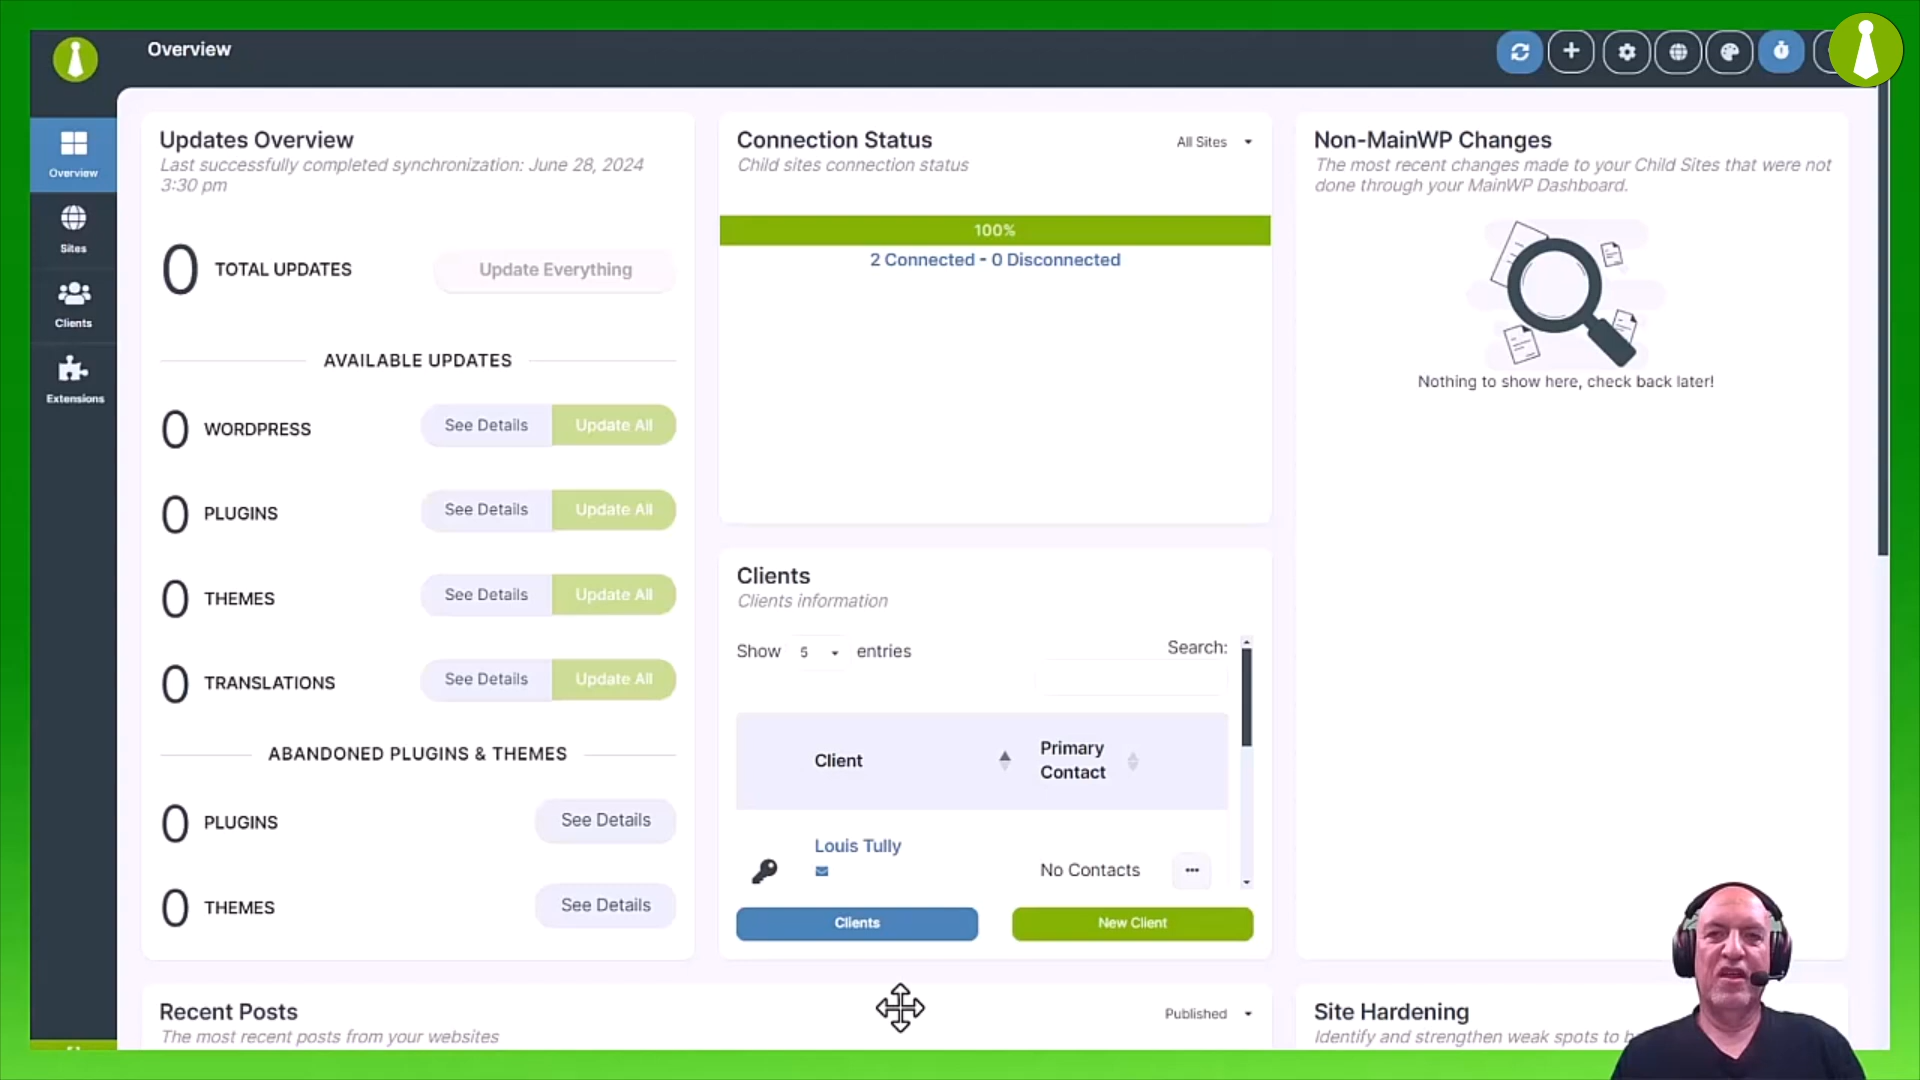 Overview
Overview
Sites
Clients
Extensions
Updates Overview
Last successfully completed synchronization: June 28, 2024
3:30 pm
0 TOTAL UPDATES Update Everything
AVAILABLE UPDATES
0 WORDPRESS See Details Update All
0 PLUGINS See Details Update All
0 THEMES See Details Update All
0 TRANSLATIONS See Details Update All
ABANDONED PLUGINS & THEMES
0 PLUGINS See Details
0 THEMES See Details
Connection Status All Sites
Child sites connection status
100%
2 Connected - 0 Disconnected
Non-MainWP Changes
The most recent changes made to your Child Sites that were not
done through your MainWP Dashboard.
Nothing to show here, check back later!
Clients
Clients information
Show 5 entries Search:
Client Primary
Contact
Louis Tully
No Contacts
Clients New Client
Recent Posts Published
The most recent posts from your websites
Site Hardening
Identify and strengthen weak spots to